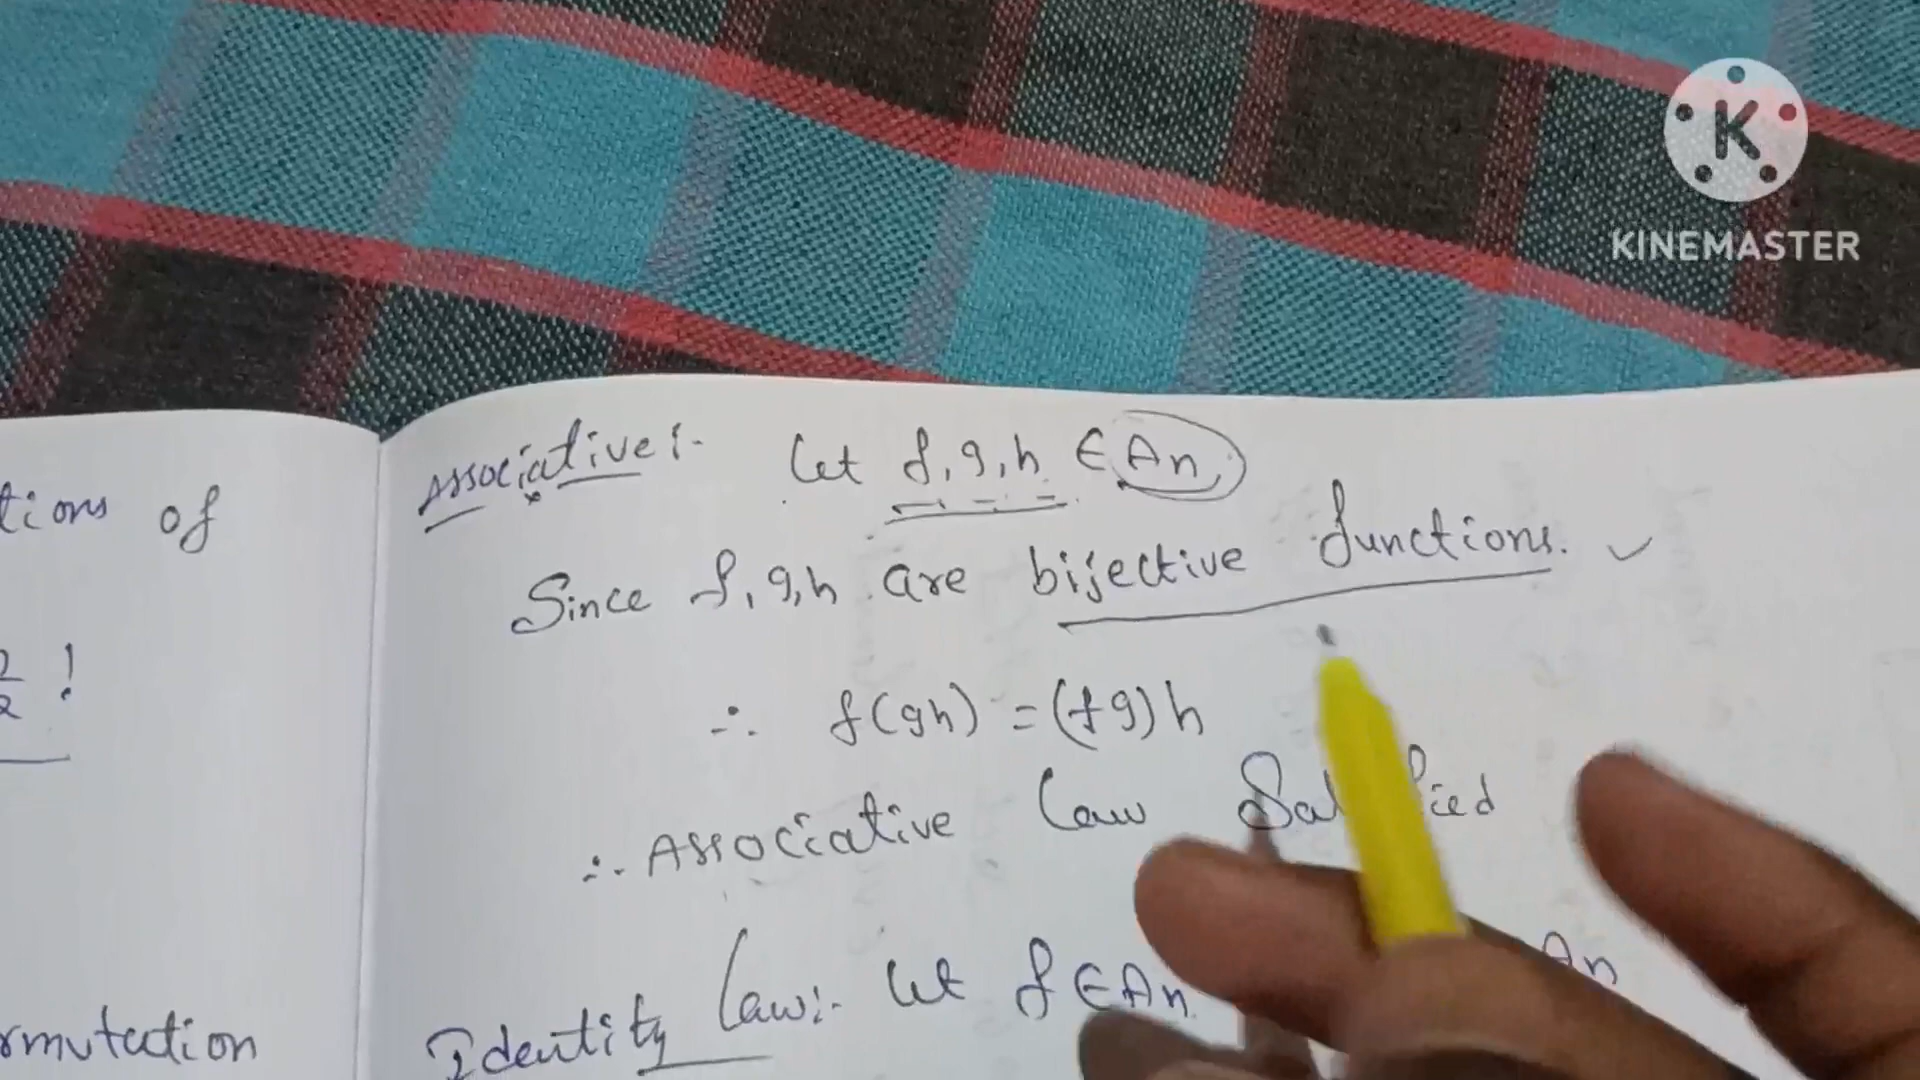 K
KINEMASTER
tions of
!
rmutation
Associative:- let f, g, h ∈ An
Since f, g, h are bijective functions.
∴ f(gh) = (fg)h
∴ Associative law
Identity Law:- let f ∈ An An